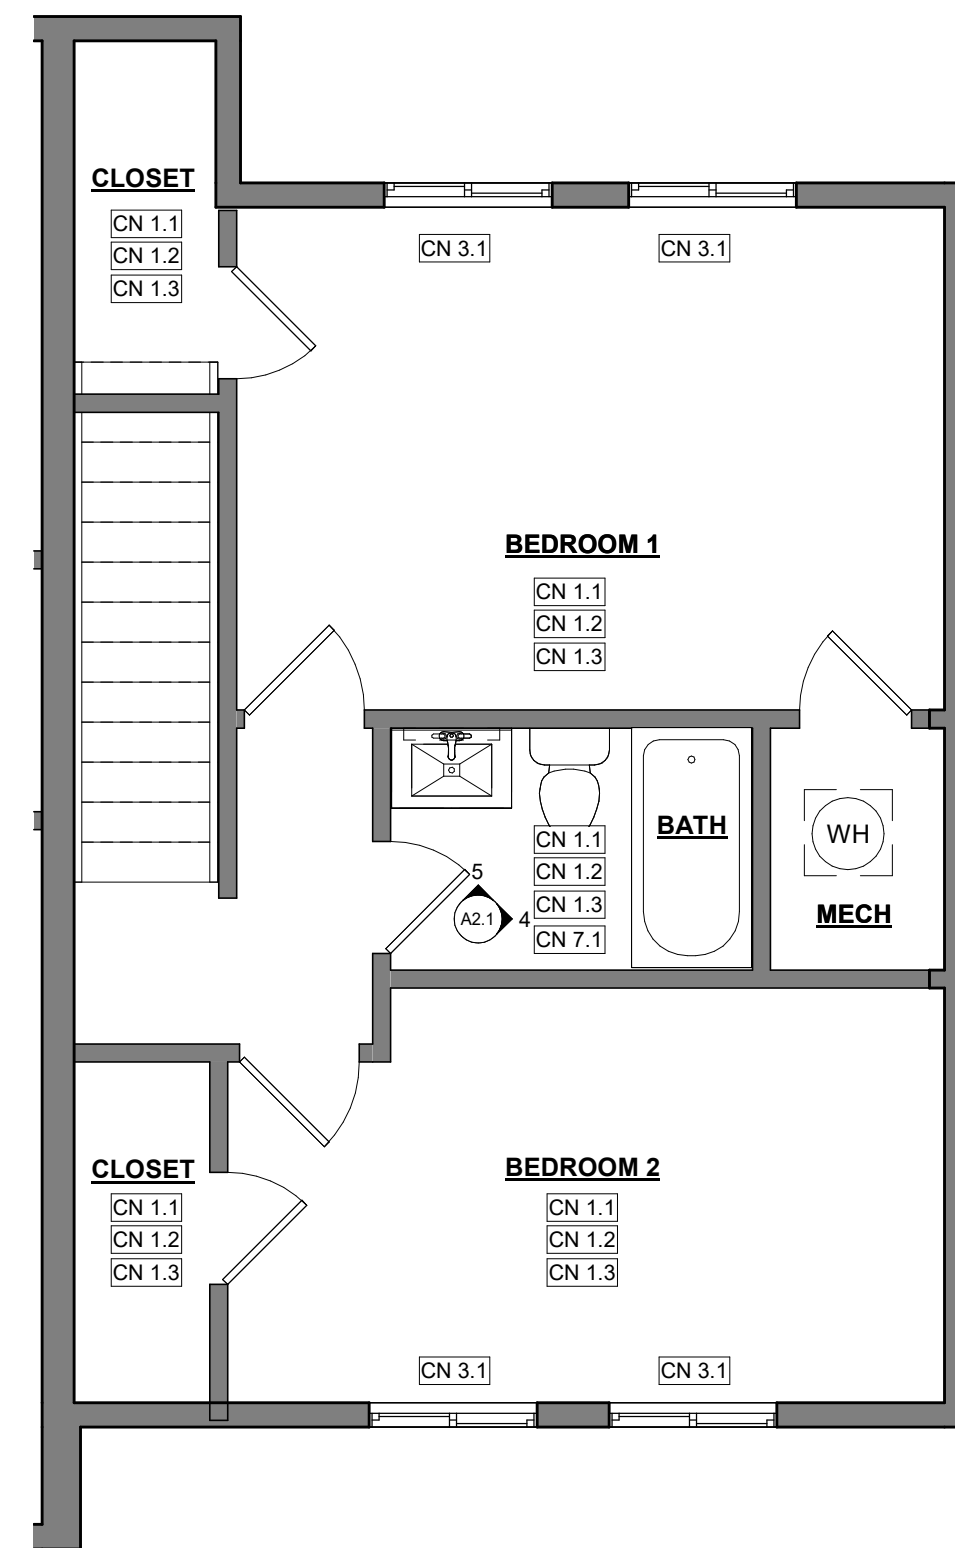 CLOSET
CN 1.1
CN 1.2
CN 1.3
CN 3.1
CN 3.1
BEDROOM 1
CN 1.1
CN 1.2
CN 1.3
BATH
CN 1.1
CN 1.2
CN 1.3
CN 7.1
5
A2.1
4
WH
MECH
CLOSET
CN 1.1
CN 1.2
CN 1.3
BEDROOM 2
CN 1.1
CN 1.2
CN 1.3
CN 3.1
CN 3.1